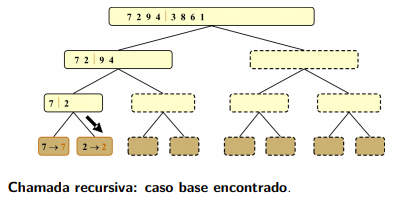 7 2 9 4 | 3 8 6 1
7 2 | 9 4
7 | 2
7 → 7 2 → 2
Chamada recursiva: caso base encontrado.